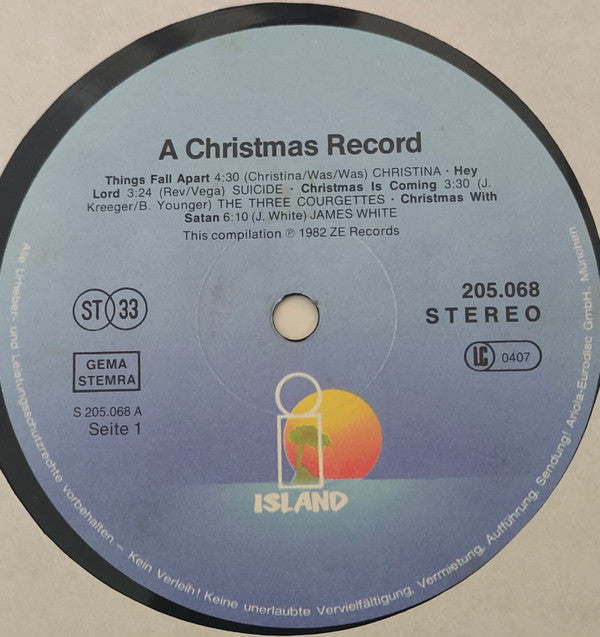 A Christmas Record
Things Fall Apart 4:30 (Christina/Was/Was) CHRISTINA · Hey
Lord 3:24 (Rev/Vega) SUICIDE · Christmas Is Coming 3:30 (J.
Kreeger/B. Younger) THE THREE COURGETTES · Christmas With
Satan 6:10 (J. White) JAMES WHITE
This compilation ℗ 1982 ZE Records
ST 33
205.068
STEREO
GEMA
STEMRA
LC 0407
S 205.068 A
Seite 1
i
ISLAND
Alle Urheber- und Leistungsschutzrechte vorbehalten – Kein Verleih! Keine unerlaubte Vervielfältigung, Vermietung, Aufführung, Sendung! Ariola-Eurodisc GmbH, München